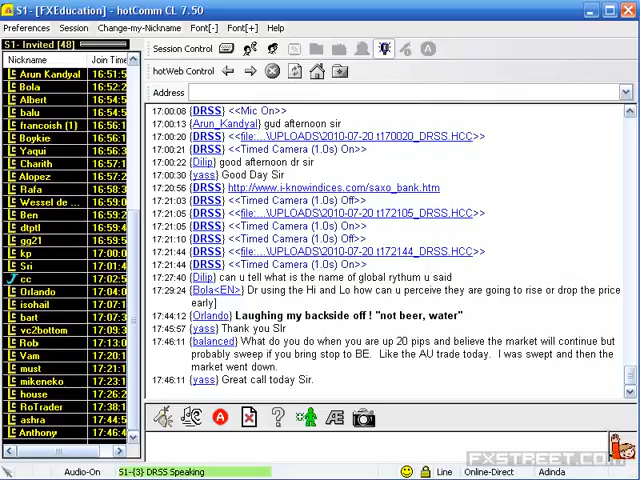 S1- [FXEducation] - hotComm CL 7.50
Preferences Session Change-my-Nickname Font[-] Font[+] Help
S1- Invited [48]
Session Control
Nickname Join Time
hotWeb Control
Address
Arun Kandyal 16:51:5
Bola 16:52:2
Albert 16:54:1
balu 16:54:1
francoish (1) 16:56:1
Boykie 16:56:1
Yaqui 16:56:3
Charith 16:56:1
Alopez 16:57:2
Rafa 16:58:3
Wessel de ... 16:59:0
Ben 16:59:2
dtptl 16:59:4
gg21 16:59:5
kp 17:00:0
Sri 17:01:4
cc 17:02:5
Orlando 17:04:0
isohail 17:07:5
bart 17:07:5
vc2bottom 17:09:3
Rob 17:13:0
Vam 17:20:1
must 17:21:1
mikeneko 17:23:2
house 17:26:2
RoTrader 17:38:1
ashra 17:44:5
Anthony 17:46:4
17:00:08 {DRSS} <<Mic On>>
17:00:13 {Arun_Kandyal} gud afternoon sir
17:00:20 {DRSS} <<file:...\UPLOADS\2010-07-20 t170020_DRSS.HCC>>
17:00:21 {DRSS} <<Timed Camera (1.0s) On>>
17:00:22 {Dilip} good afternoon dr sir
17:00:30 {yass} Good Day Sir
17:20:56 {DRSS} http://www.i-knowindices.com/saxo_bank.htm
17:21:03 {DRSS} <<Timed Camera (1.0s) Off>>
17:21:05 {DRSS} <<file:...\UPLOADS\2010-07-20 t172105_DRSS.HCC>>
17:21:05 {DRSS} <<Timed Camera (1.0s) On>>
17:21:10 {DRSS} <<Timed Camera (1.0s) Off>>
17:21:44 {DRSS} <<file:...\UPLOADS\2010-07-20 t172144_DRSS.HCC>>
17:21:44 {DRSS} <<Timed Camera (1.0s) On>>
17:27:40 {Dilip} can u tell what is the name of global rythum u said
17:29:24 {Bola<EN>} Dr using the Hi and Lo how can u perceive they are going to rise or drop the price
early]
17:44:12 {Orlando} Laughing my backside off ! "not beer, water"
17:45:57 {yass} Thank you SIr
17:46:11 {balanced} What do you do when you are up 20 pips and believe the market will continue but
probably sweep if you bring stop to BE. Like the AU trade today. I was swept and then the
market went down.
17:46:11 {yass} Great call today Sir.
FXSTREET.COM
Audio-On S1-{3} DRSS Speaking Line Online-Direct Adinda